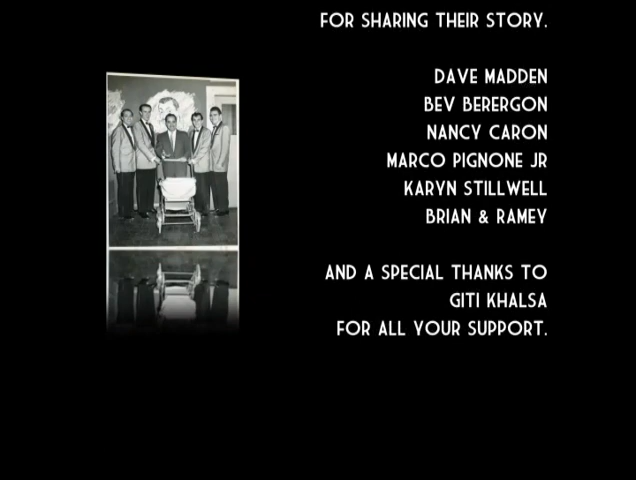 FOR SHARING THEIR STORY.
DAVE MADDEN
BEV BERERGON
NANCY CARON
MARCO PIGNONE JR
KARYN STILLWELL
BRIAN & RAMEY
AND A SPECIAL THANKS TO
GITI KHALSA
FOR ALL YOUR SUPPORT.